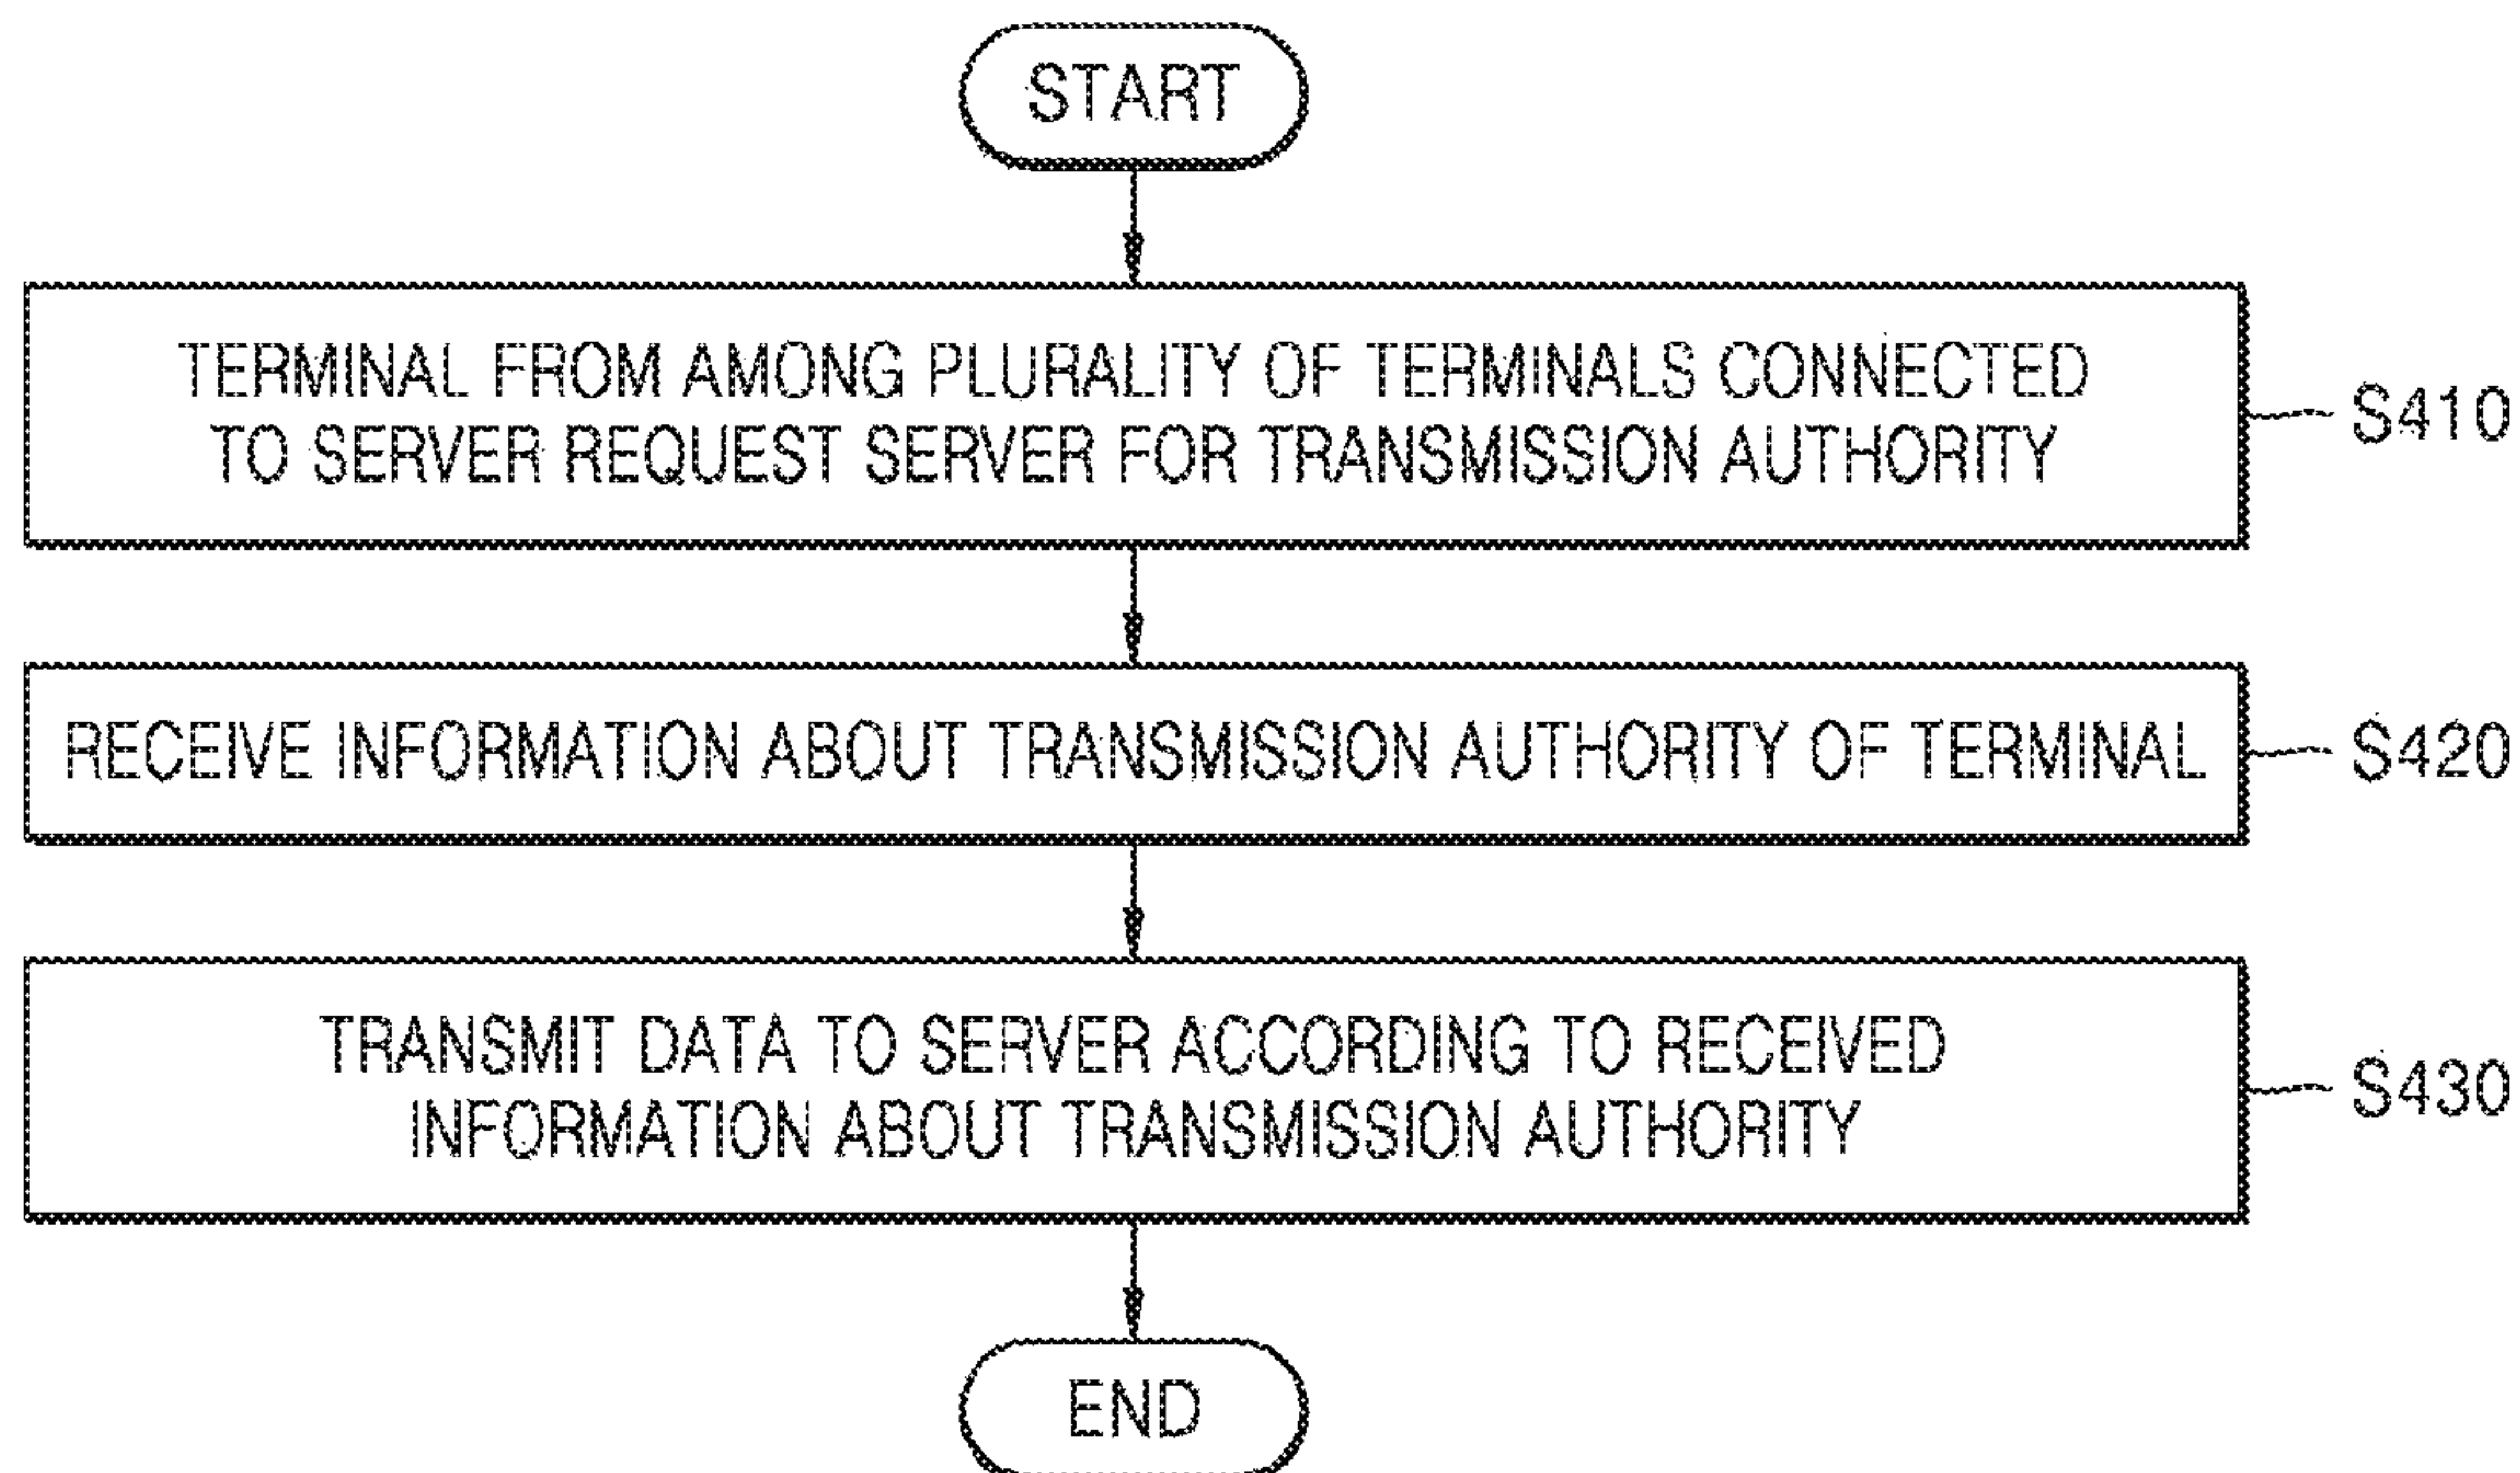 START
TERMINAL FROM AMONG PLURALITY OF TERMINALS CONNECTED
TO SERVER REQUEST SERVER FOR TRANSMISSION AUTHORITY
S410
RECEIVE INFORMATION ABOUT TRANSMISSION AUTHORITY OF TERMINAL
S420
TRANSMIT DATA TO SERVER ACCORDING TO RECEIVED
INFORMATION ABOUT TRANSMISSION AUTHORITY
S430
END